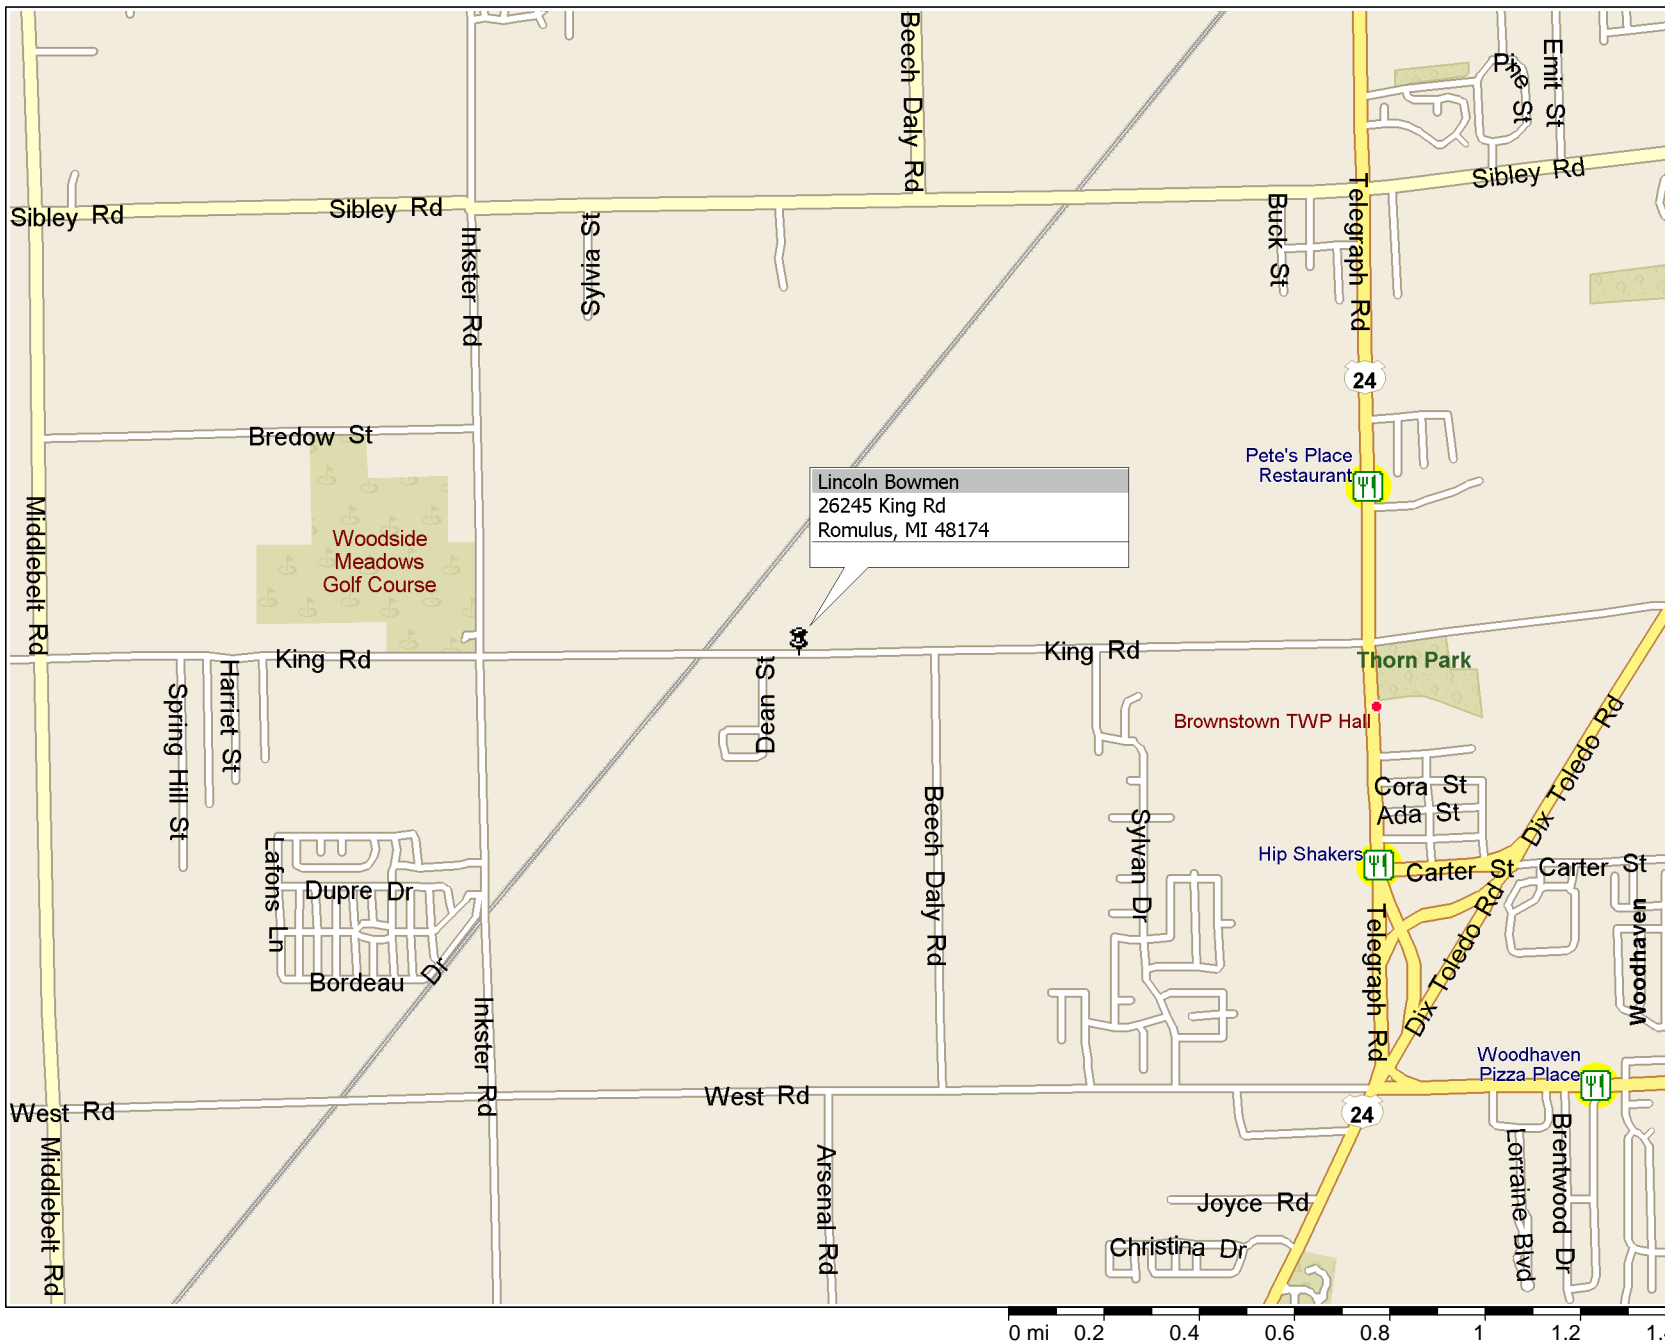 Beech Daly Rd
Pine St
Emit St
Sibley Rd
Sibley Rd
Sibley Rd
Inkster Rd
Sylvia St
Buck St
Telegraph Rd
24
Bredow St
Pete's Place
Restaurant
Lincoln Bowmen
26245 King Rd
Romulus, MI 48174
Middlebelt Rd
Woodside
Meadows
Golf Course
King Rd
King Rd
Thorn Park
Brownstown TWP Hall
Spring Hill St
Harriet St
Dean St
Dix Toledo Rd
Cora St
Ada St
Beech Daly Rd
Sylvan Dr
Hip Shakers
Carter St
Carter St
Lafons Ln
Dupre Dr
Bordeau Dr
Telegraph Rd
Dix Toledo Rd
Woodhaven
Inkster Rd
Woodhaven
Pizza Place
West Rd
West Rd
24
Middlebelt Rd
Arsenal Rd
Joyce Rd
Christina Dr
Lorraine Blvd
Brentwood Dr
0 mi 0.2 0.4 0.6 0.8 1 1.2